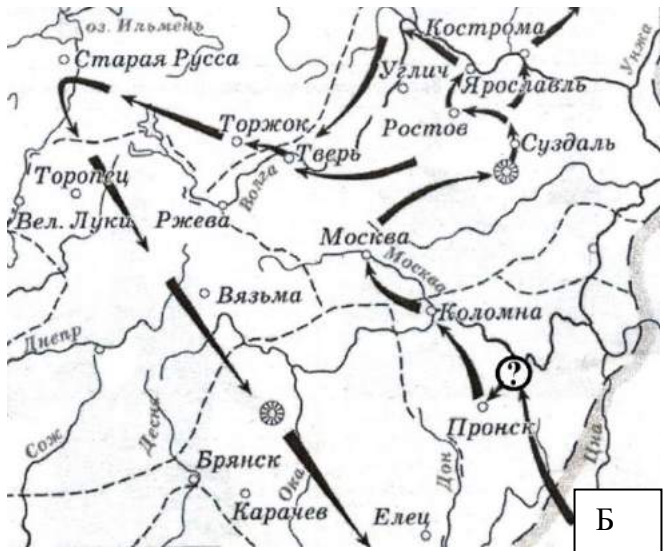 оз. Ильмень
Кострома
Старая Русса
Унжа
Углич
Ярославль
Торжок
Ростов
Суздаль
Тверь
Волга
Торопец
Вел. Луки
Ржева
Москва
Москва
Вязьма
Коломна
Днепр
?
Пронск
Сож
Десна
Дон
Цна
Брянск
Ока
Карачев
Елец
Б